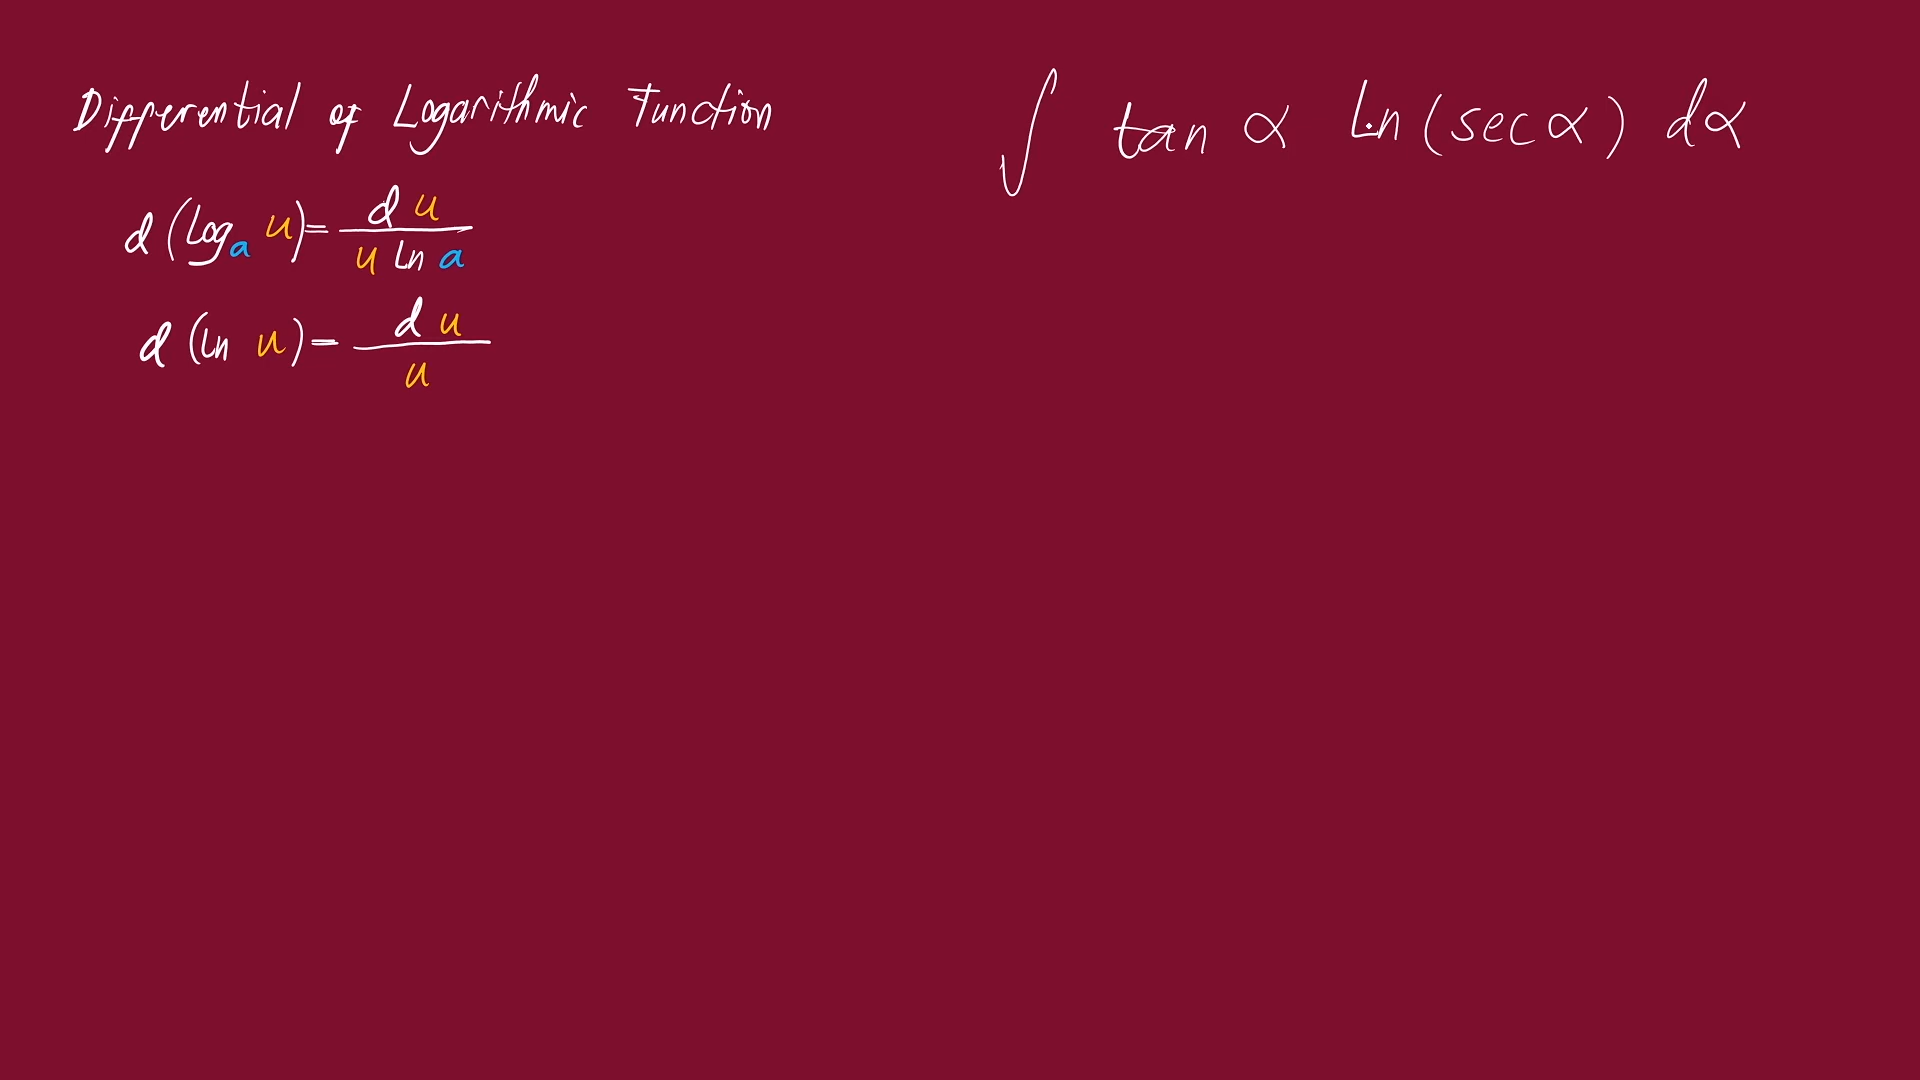 Differential of Logarithmic Function
d (Log_a u) = du / (u Ln a)
d (Ln u) = du / u
∫ tan α Ln (sec α) dα